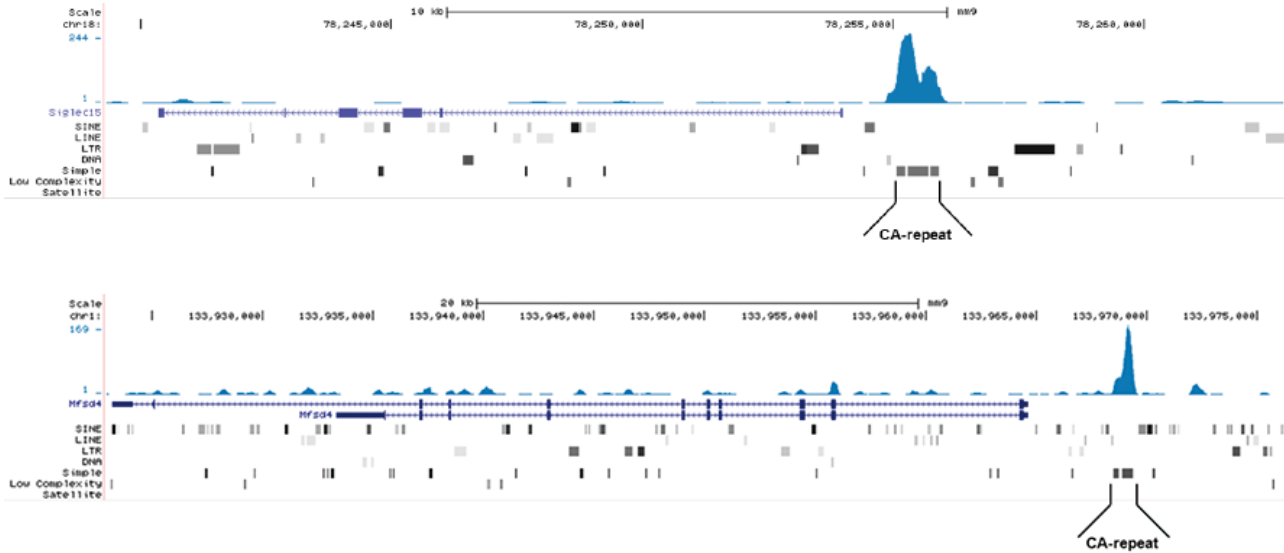 Scale 10 kb mm9
chr18: 78,245,000 78,250,000 78,255,000 78,260,000
244
1
Siglec15
SINE
LINE
LTR
DNA
Simple
Low Complexity
Satellite
CA-repeat
Scale 20 kb mm9
chr1: 133,930,000 133,935,000 133,940,000 133,945,000 133,950,000 133,955,000 133,960,000 133,965,000 133,970,000 133,975,000
169
1
Mfsd4
Mfsd4
SINE
LINE
LTR
DNA
Simple
Low Complexity
Satellite
CA-repeat